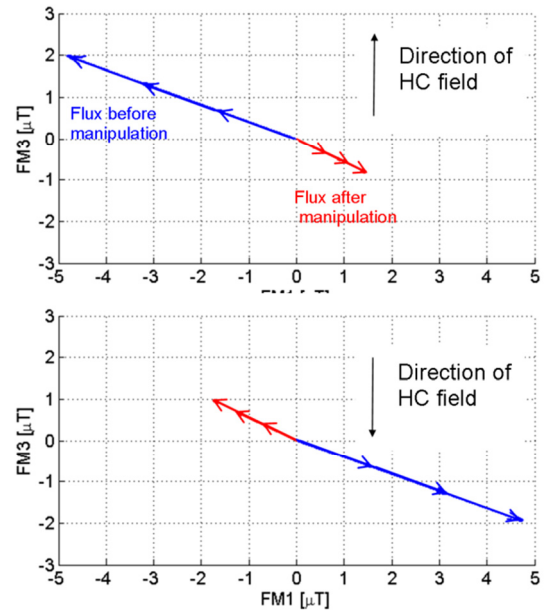 3
Direction of
HC field
2
Flux before
manipulation
1
0
FM3 [μT]
-1
Flux after
manipulation
-2
-3
-5 -4 -3 -2 -1 0 1 2 3 4 5
3
Direction of
HC field
2
1
0
FM3 [μT]
-1
-2
-3
-5 -4 -3 -2 -1 0 1 2 3 4 5
FM1 [μT]